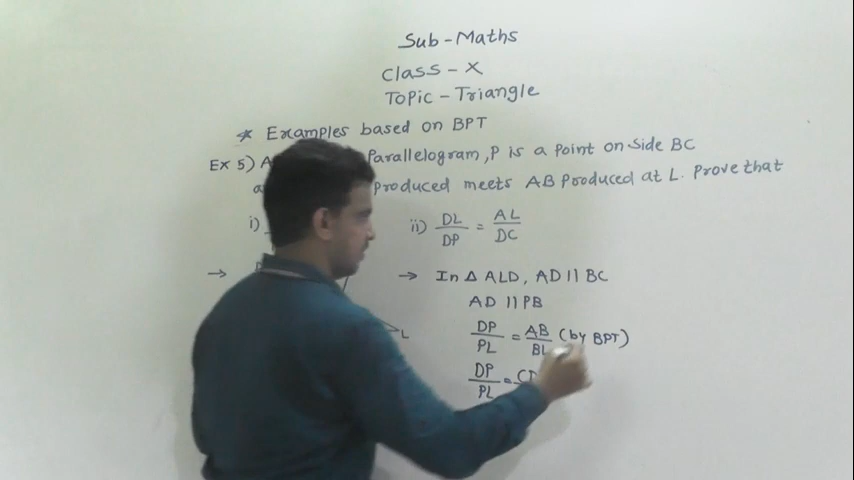 Sub - Maths
Class - X
Topic - Triangle
* Examples based on BPT
Ex 5) A Parallelogram, P is a Point on Side BC
produced meets AB Produced at L. Prove that
i) ii) DL/DP = AL/DC
→ → In Δ ALD, AD || BC
AD || PB
L
DP/PL = AB/BL (by BPT)
DP/PL = CD